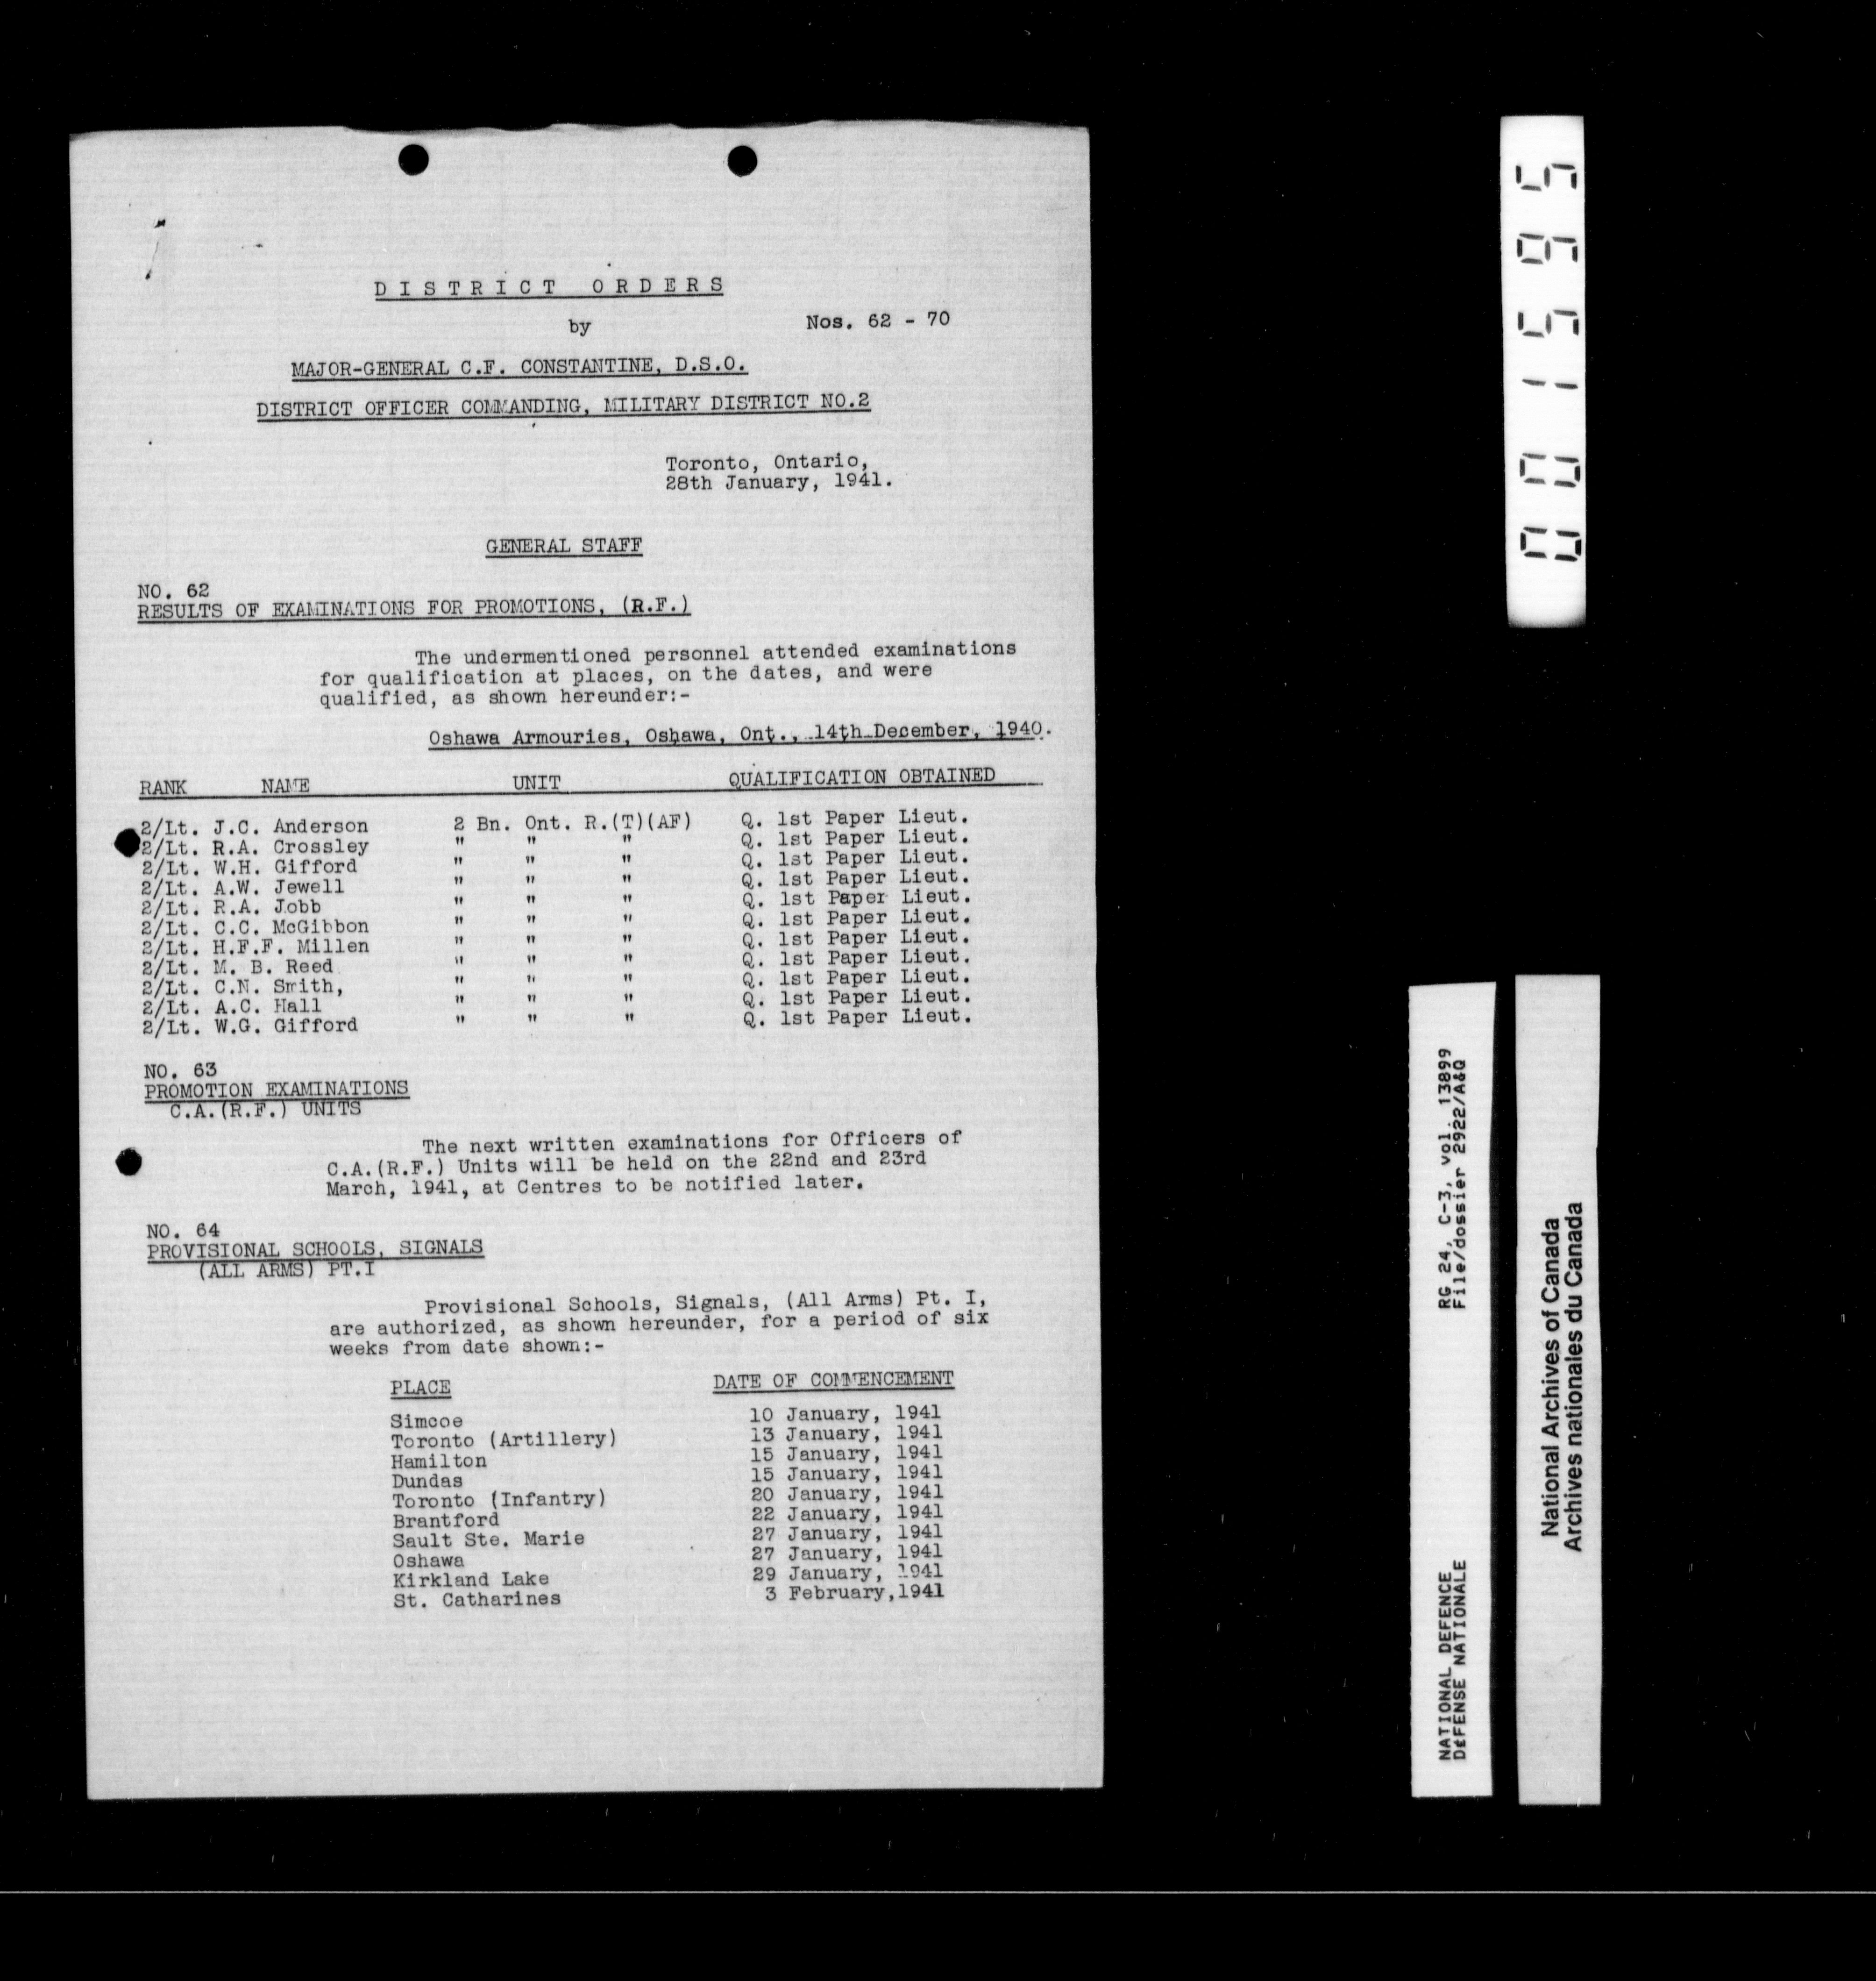 DISTRICT ORDERS
by Nos. 62 - 70
MAJOR-GENERAL C.F. CONSTANTINE, D.S.O.
DISTRICT OFFICER COMMANDING, MILITARY DISTRICT NO.2
Toronto, Ontario,
28th January, 1941.
GENERAL STAFF
NO. 62
RESULTS OF EXAMINATIONS FOR PROMOTIONS, (R.F.)
The undermentioned personnel attended examinations
for qualification at places, on the dates, and were
qualified, as shown hereunder:-
Oshawa Armouries, Oshawa, Ont., 14th December, 1940.
RANK NAME UNIT QUALIFICATION OBTAINED
2/Lt. J.C. Anderson 2 Bn. Ont. R.(T)(AF) Q. 1st Paper Lieut.
2/Lt. R.A. Crossley " " " Q. 1st Paper Lieut.
2/Lt. W.H. Gifford " " " Q. 1st Paper Lieut.
2/Lt. A.W. Jewell " " " Q. 1st Paper Lieut.
2/Lt. R.A. Jobb " " " Q. 1st Paper Lieut.
2/Lt. C.C. McGibbon " " " Q. 1st Paper Lieut.
2/Lt. H.F.F. Millen " " " Q. 1st Paper Lieut.
2/Lt. M. B. Reed " " " Q. 1st Paper Lieut.
2/Lt. C.N. Smith, " " " Q. 1st Paper Lieut.
2/Lt. A.C. Hall " " " Q. 1st Paper Lieut.
2/Lt. W.G. Gifford " " " Q. 1st Paper Lieut.
NO. 63
PROMOTION EXAMINATIONS
C.A.(R.F.) UNITS
The next written examinations for Officers of
C.A.(R.F.) Units will be held on the 22nd and 23rd
March, 1941, at Centres to be notified later.
NO. 64
PROVISIONAL SCHOOLS, SIGNALS
(ALL ARMS) PT.I
Provisional Schools, Signals, (All Arms) Pt. I,
are authorized, as shown hereunder, for a period of six
weeks from date shown:-
PLACE DATE OF COMMENCEMENT
Simcoe 10 January, 1941
Toronto (Artillery) 13 January, 1941
Hamilton 15 January, 1941
Dundas 15 January, 1941
Toronto (Infantry) 20 January, 1941
Brantford 22 January, 1941
Sault Ste. Marie 27 January, 1941
Oshawa 27 January, 1941
Kirkland Lake 29 January, 1941
St. Catharines 3 February,1941
001595
NATIONAL DEFENCE RG 24, C-3, vol. 13899
DÉFENSE NATIONALE File/dossier 2922/A&Q
National Archives of Canada
Archives nationales du Canada